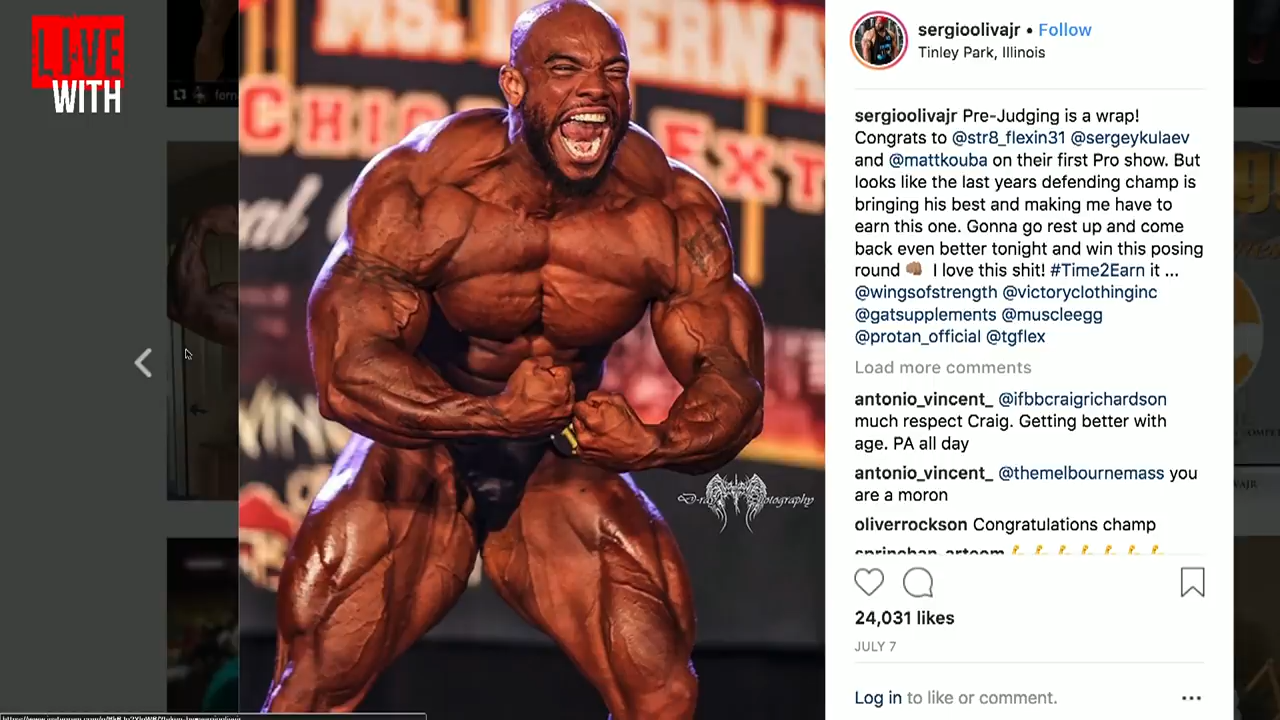 LIVE
WITH
MS. INTERNA
CHIC EXT
al
sergioolivajr • Follow
Tinley Park, Illinois
sergioolivajr Pre-Judging is a wrap!
Congrats to @str8_flexin31 @sergeykulaev
and @mattkouba on their first Pro show. But
looks like the last years defending champ is
bringing his best and making me have to
earn this one. Gonna go rest up and come
back even better tonight and win this posing
round 👊🏽 I love this shit! #Time2Earn it ...
@wingsofstrength @victoryclothinginc
@gatsupplements @muscleegg
@protan_official @tgflex
Load more comments
antonio_vincent_ @ifbbcraigrichardson
much respect Craig. Getting better with
age. PA all day
antonio_vincent_ @themelbournemass you
are a moron
oliverrockson Congratulations champ
24,031 likes
JULY 7
Log in to like or comment.